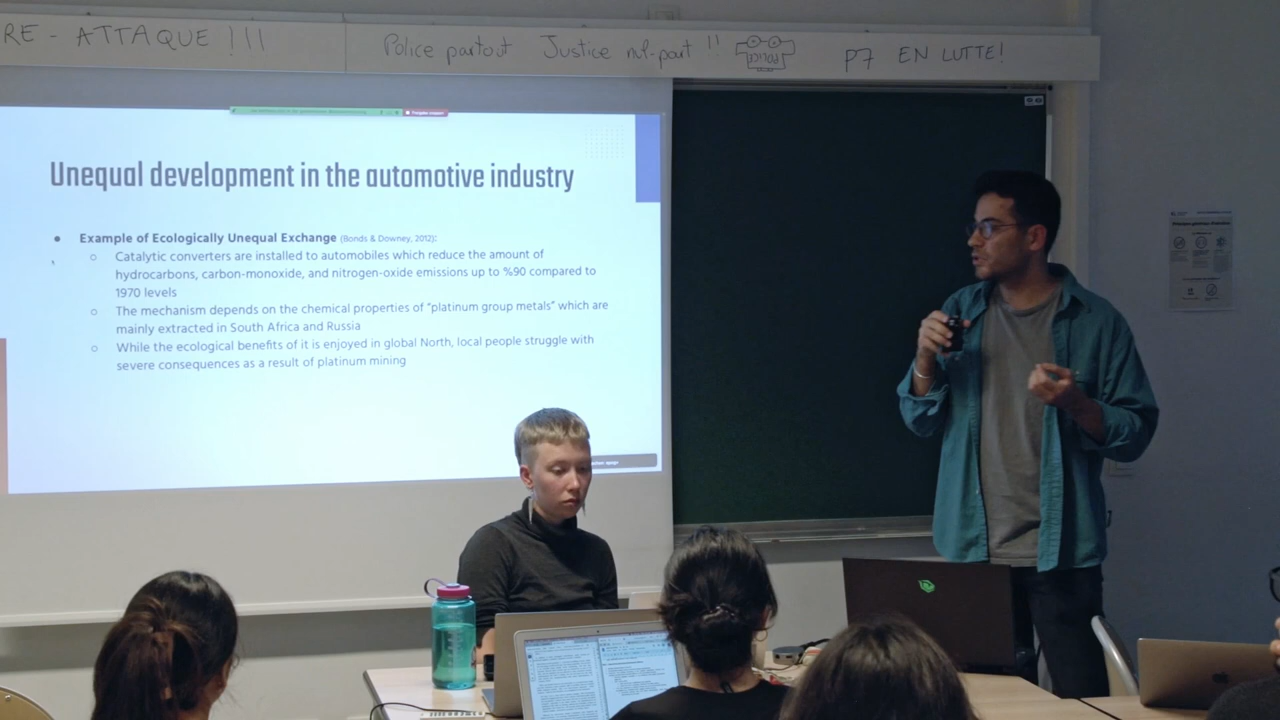 RE - ATTAQUE !!!
Police partout Justice nul-part !!
POLICE
P7 EN LUTTE!
Unequal development in the automotive industry
● Example of Ecologically Unequal Exchange (Bonds & Downey, 2012):
○ Catalytic converters are installed to automobiles which reduce the amount of
hydrocarbons, carbon-monoxide, and nitrogen-oxide emissions up to %90 compared to
1970 levels
○ The mechanism depends on the chemical properties of “platinum group metals” which are
mainly extracted in South Africa and Russia
○ While the ecological benefits of it is enjoyed in global North, local people struggle with
severe consequences as a result of platinum mining